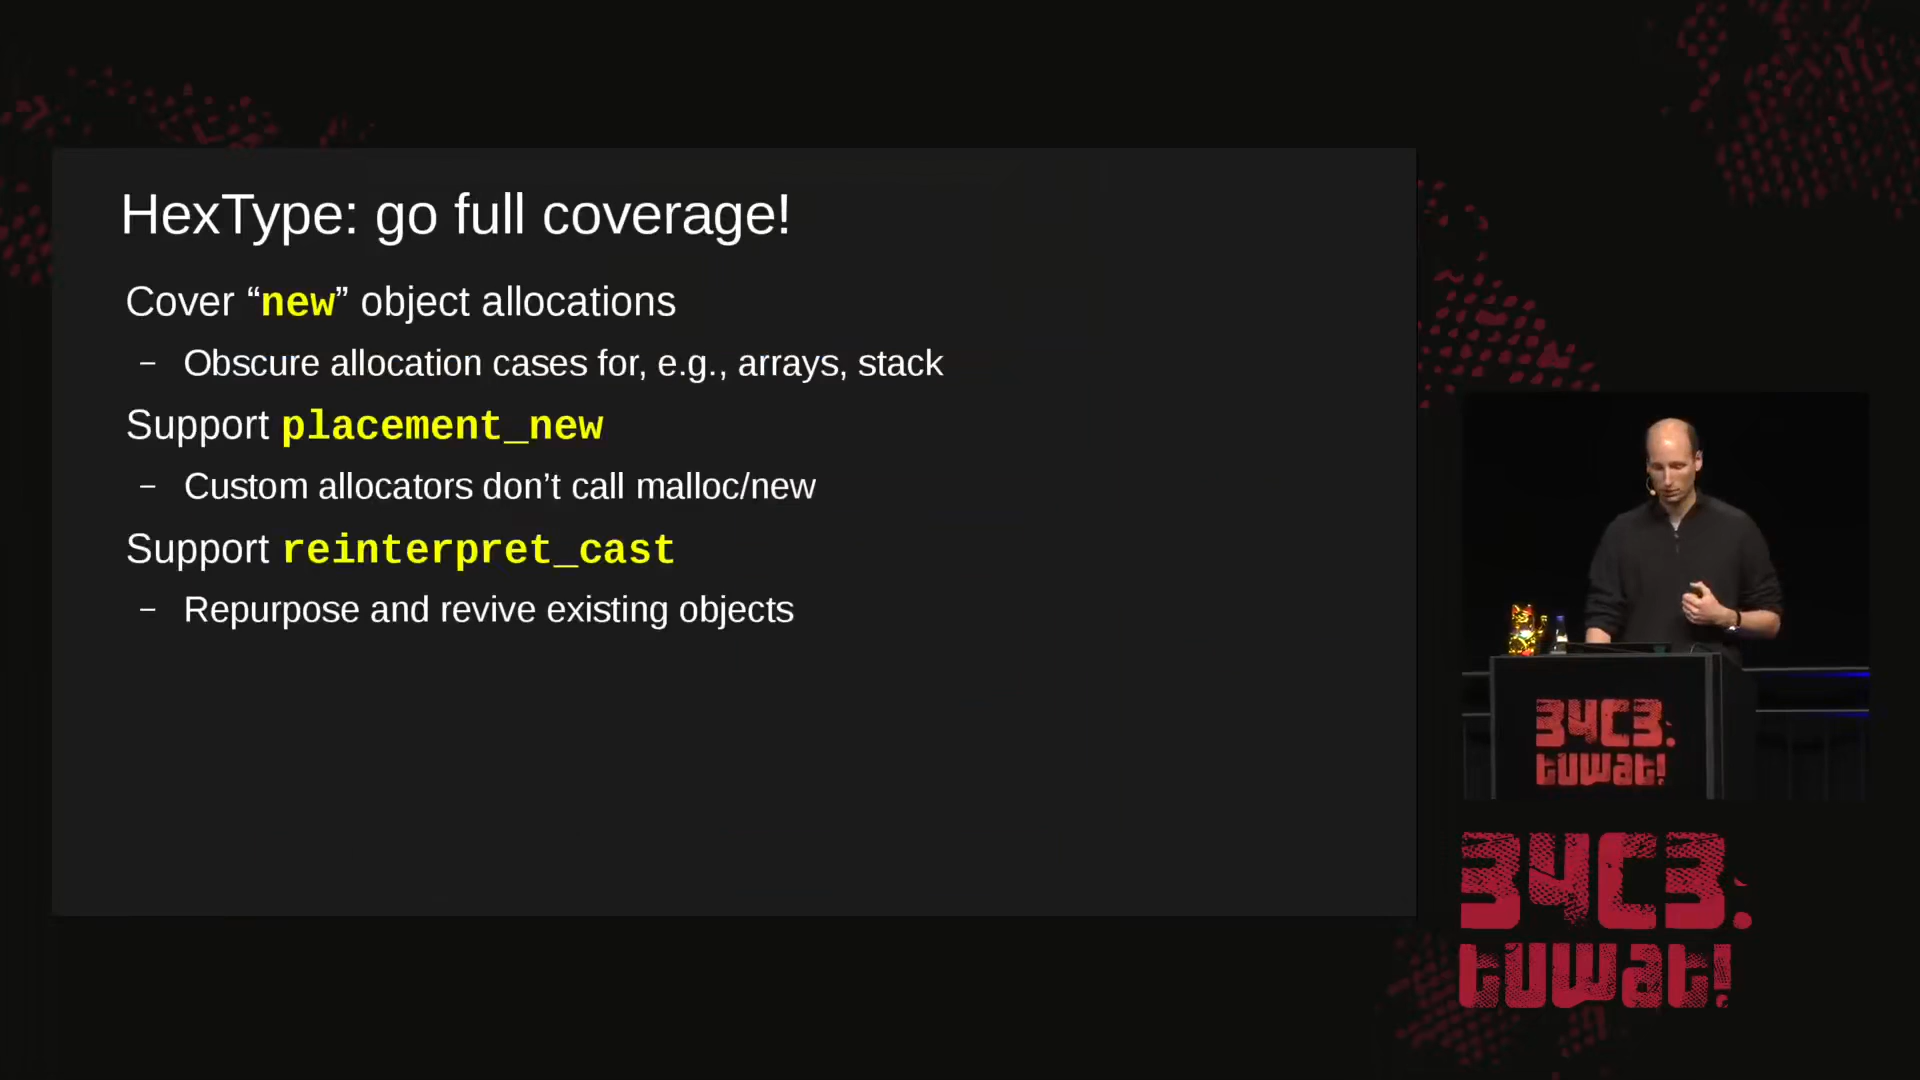 HexType: go full coverage!
Cover “new” object allocations
– Obscure allocation cases for, e.g., arrays, stack
Support placement_new
– Custom allocators don’t call malloc/new
Support reinterpret_cast
– Repurpose and revive existing objects
34C3.
tuwat!
34C3.
tuwat!